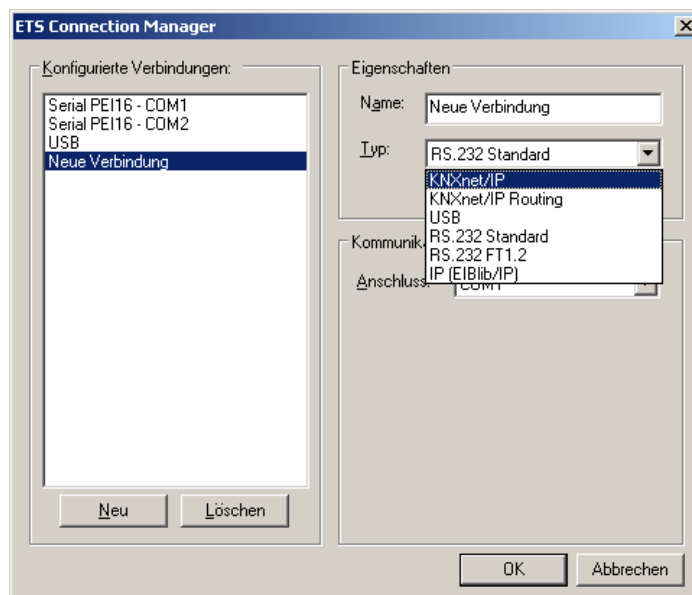 ETS Connection Manager
Konfigurierte Verbindungen:
Serial PEI16 - COM1
Serial PEI16 - COM2
USB
Neue Verbindung
Neu
Löschen
Eigenschaften
Name:
Neue Verbindung
Typ:
RS.232 Standard
KNXnet/IP
KNXnet/IP Routing
USB
RS.232 Standard
RS.232 FT1.2
IP (EIBlib/IP)
Kommunik
Anschluss:
COM1
OK
Abbrechen